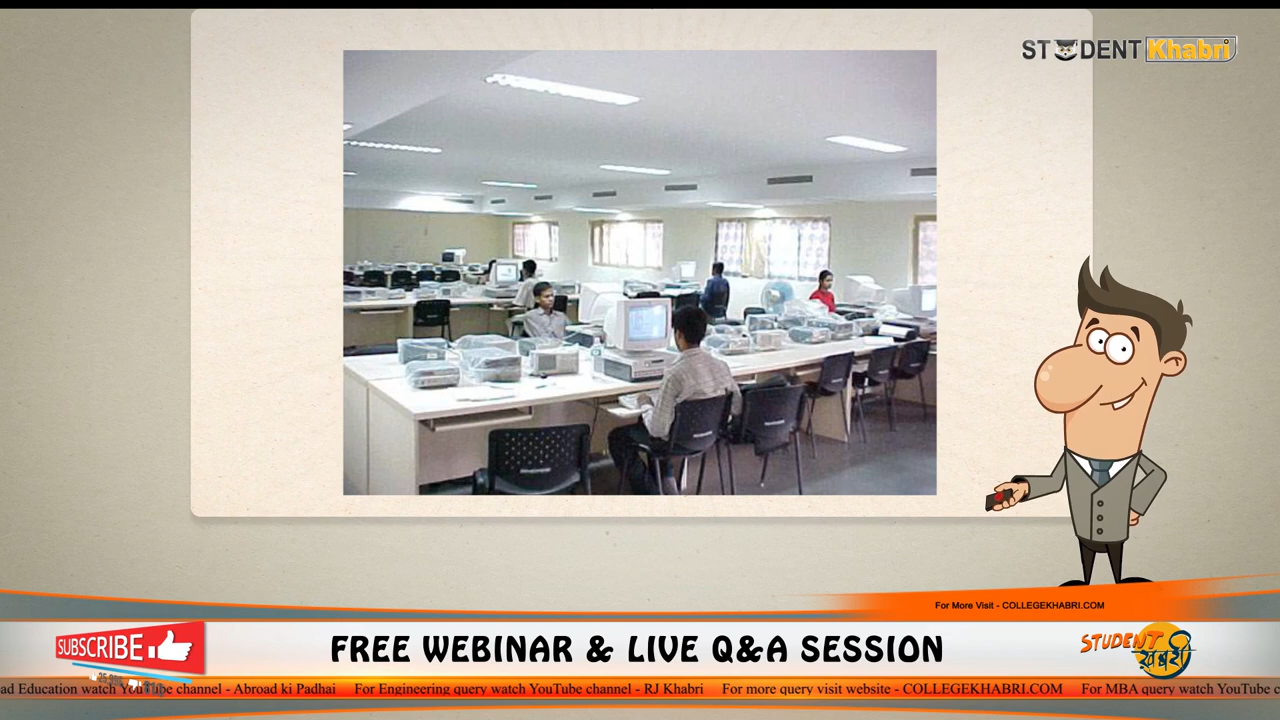 STUDENT Khabri
For More Visit - COLLEGEKHABRI.COM
SUBSCRIBE
FREE WEBINAR & LIVE Q&A SESSION
STUDENT
खबरी
ad Education watch YouTube channel - Abroad ki Padhai For Engineering query watch YouTube channel - RJ Khabri For more query visit website - COLLEGEKHABRI.COM For MBA query watch YouTube c